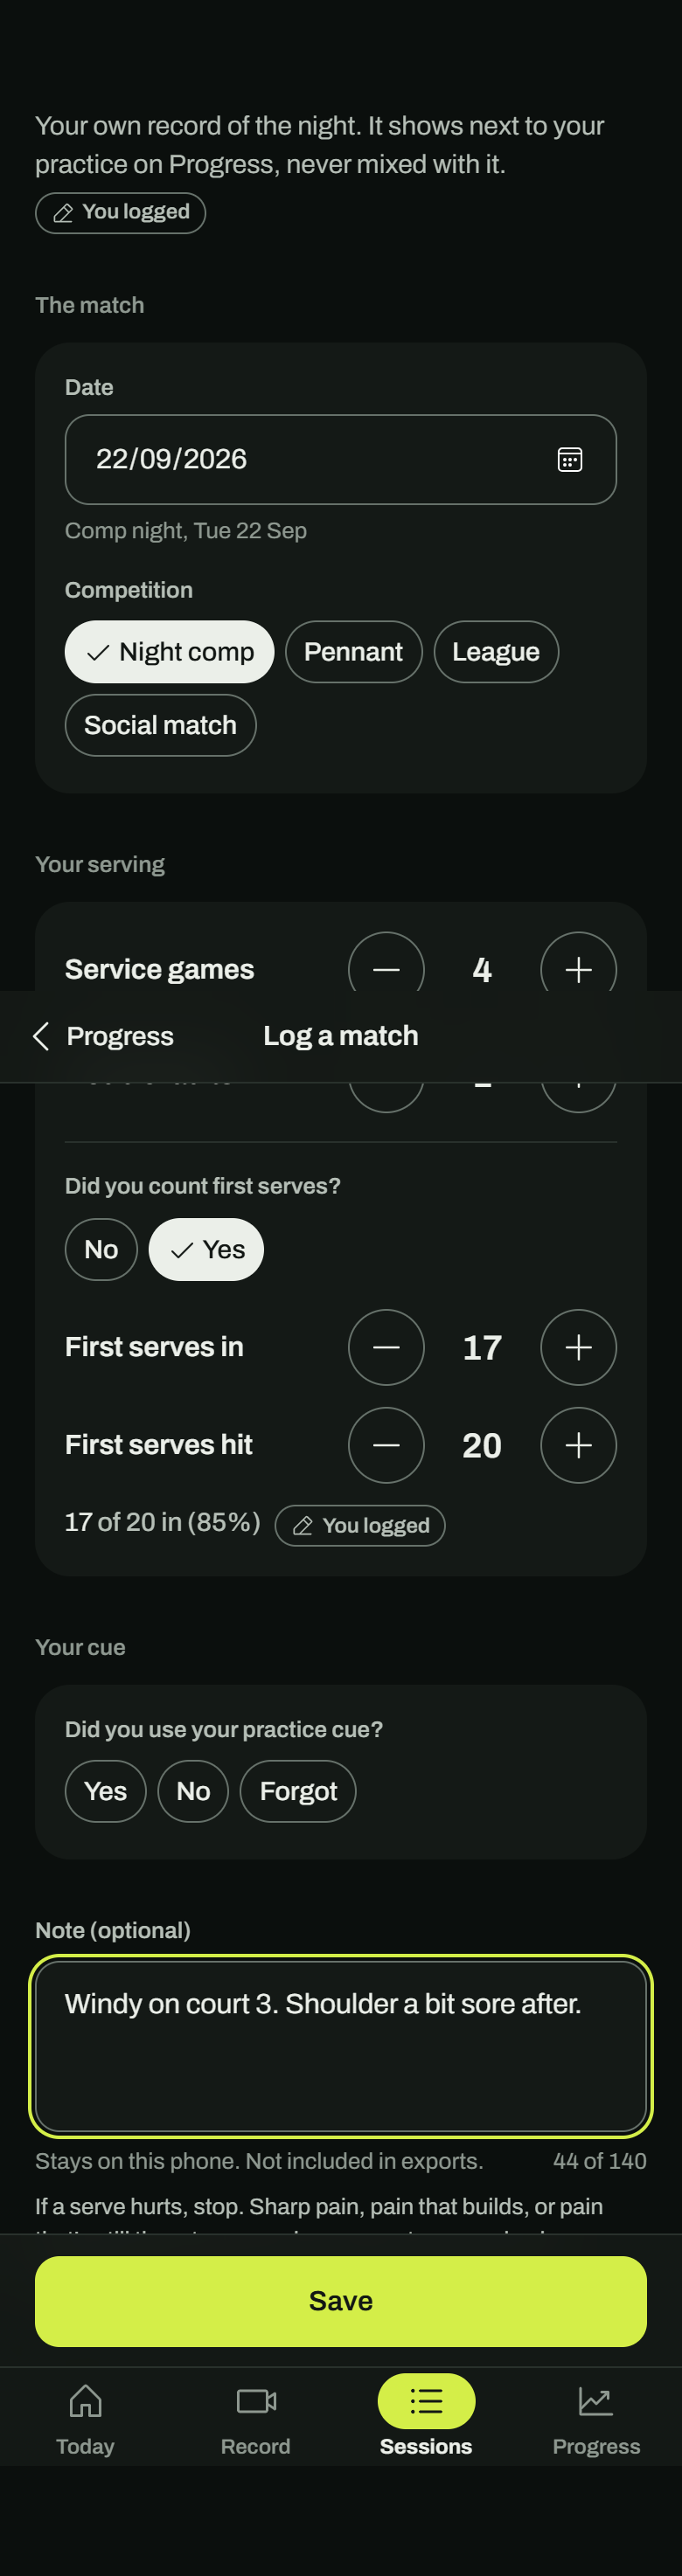 Your own record of the night. It shows next to your
practice on Progress, never mixed with it.
You logged
The match
Date
22/09/2026
Comp night, Tue 22 Sep
Competition
Night comp
Pennant
League
Social match
Your serving
Service games
4
Progress
Log a match
Did you count first serves?
No
Yes
First serves in
17
First serves hit
20
17 of 20 in (85%)
You logged
Your cue
Did you use your practice cue?
Yes
No
Forgot
Note (optional)
Windy on court 3. Shoulder a bit sore after.
Stays on this phone. Not included in exports.
44 of 140
If a serve hurts, stop. Sharp pain, pain that builds, or pain
Save
Today
Record
Sessions
Progress